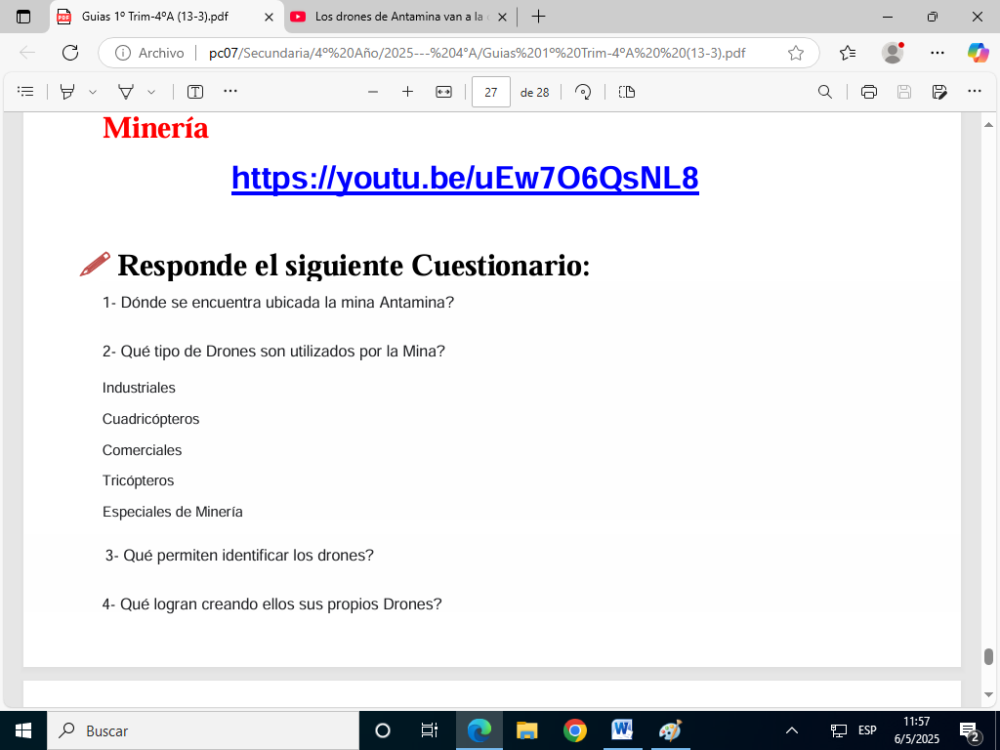 Guias 1º Trim-4ºA (13-3).pdf
Los drones de Antamina van a la
Archivo
pc07/Secundaria/4º%20Año/2025---%204°A/Guias%201º%20Trim-4ºA%20%20(13-3).pdf
27 de 28
Minería
https://youtu.be/uEw7O6QsNL8
Responde el siguiente Cuestionario:
1- Dónde se encuentra ubicada la mina Antamina?
2- Qué tipo de Drones son utilizados por la Mina?
Industriales
Cuadricópteros
Comerciales
Tricópteros
Especiales de Minería
3- Qué permiten identificar los drones?
4- Qué logran creando ellos sus propios Drones?
Buscar
ESP
11:57
6/5/2025
2